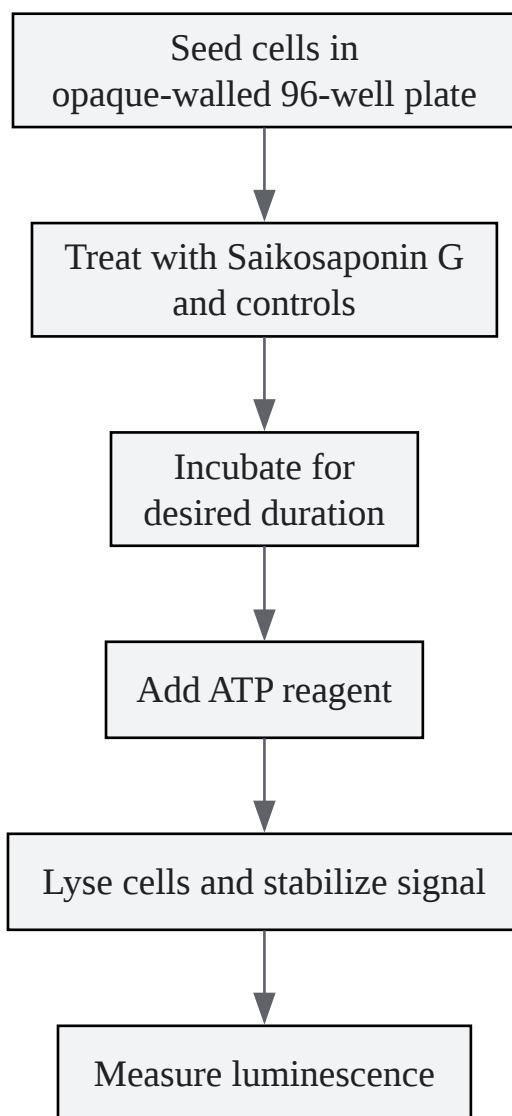 Seed cells in
opaque-walled 96-well plate
Treat with Saikosaponin G
and controls
Incubate for
desired duration
Add ATP reagent
Lyse cells and stabilize signal
Measure luminescence